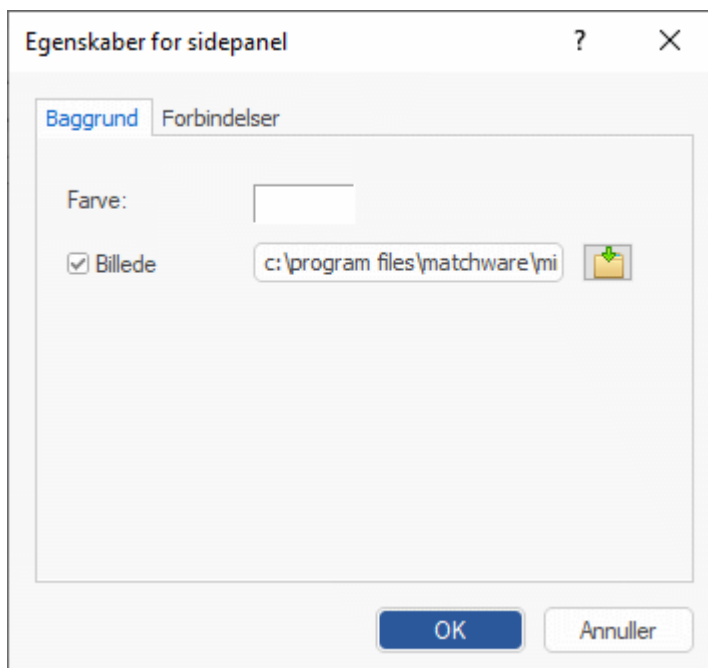 Egenskaber for sidepanel ?
Baggrund Forbindelser
Farve:
Billede c:\program files\matchware\mi
OK Annuller